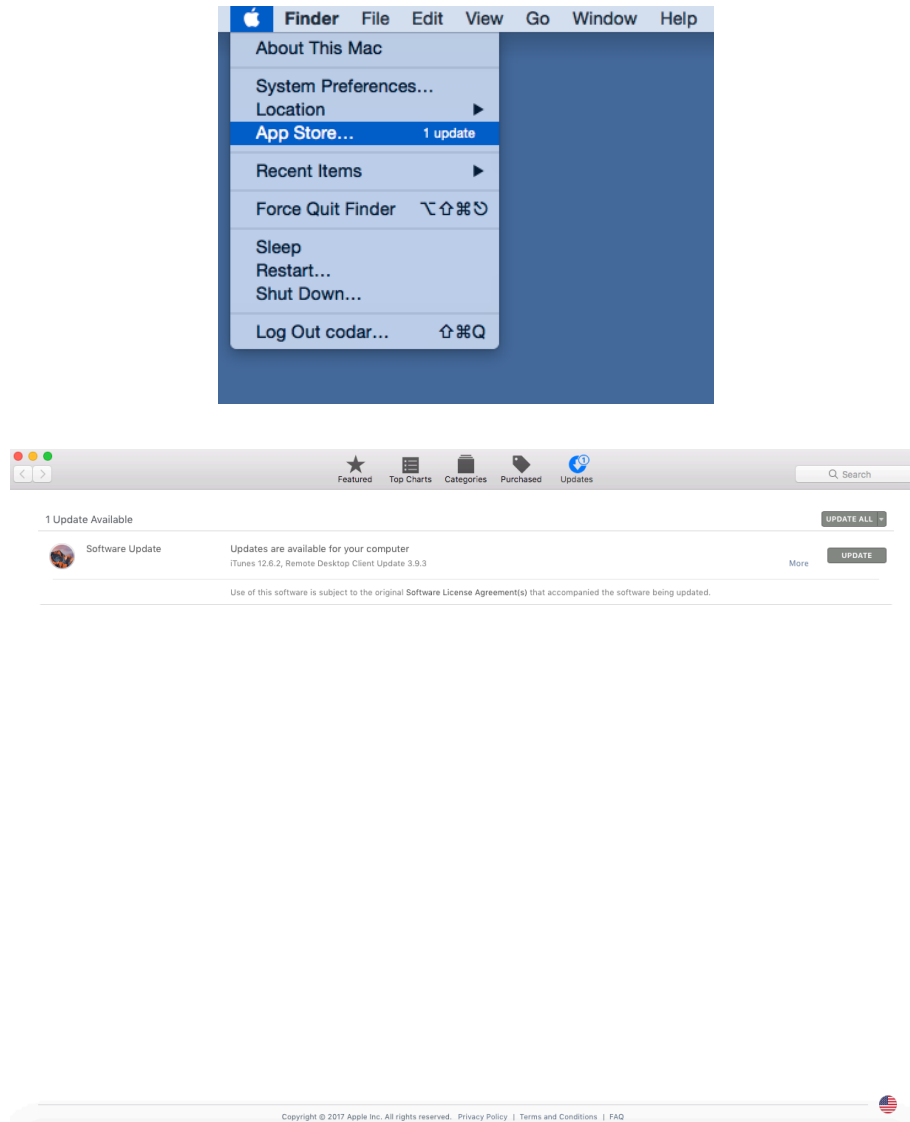 Finder File Edit View Go Window Help
About This Mac
System Preferences...
Location
App Store... 1 update
Recent Items
Force Quit Finder ⌥⇧⌘⎋
Sleep
Restart...
Shut Down...
Log Out codar... ⇧⌘Q
1
Featured Top Charts Categories Purchased Updates
Search
1 Update Available UPDATE ALL
Software Update Updates are available for your computer UPDATE
iTunes 12.6.2, Remote Desktop Client Update 3.9.3 More
Use of this software is subject to the original Software License Agreement(s) that accompanied the software being updated.
Copyright © 2017 Apple Inc. All rights reserved. Privacy Policy | Terms and Conditions | FAQ